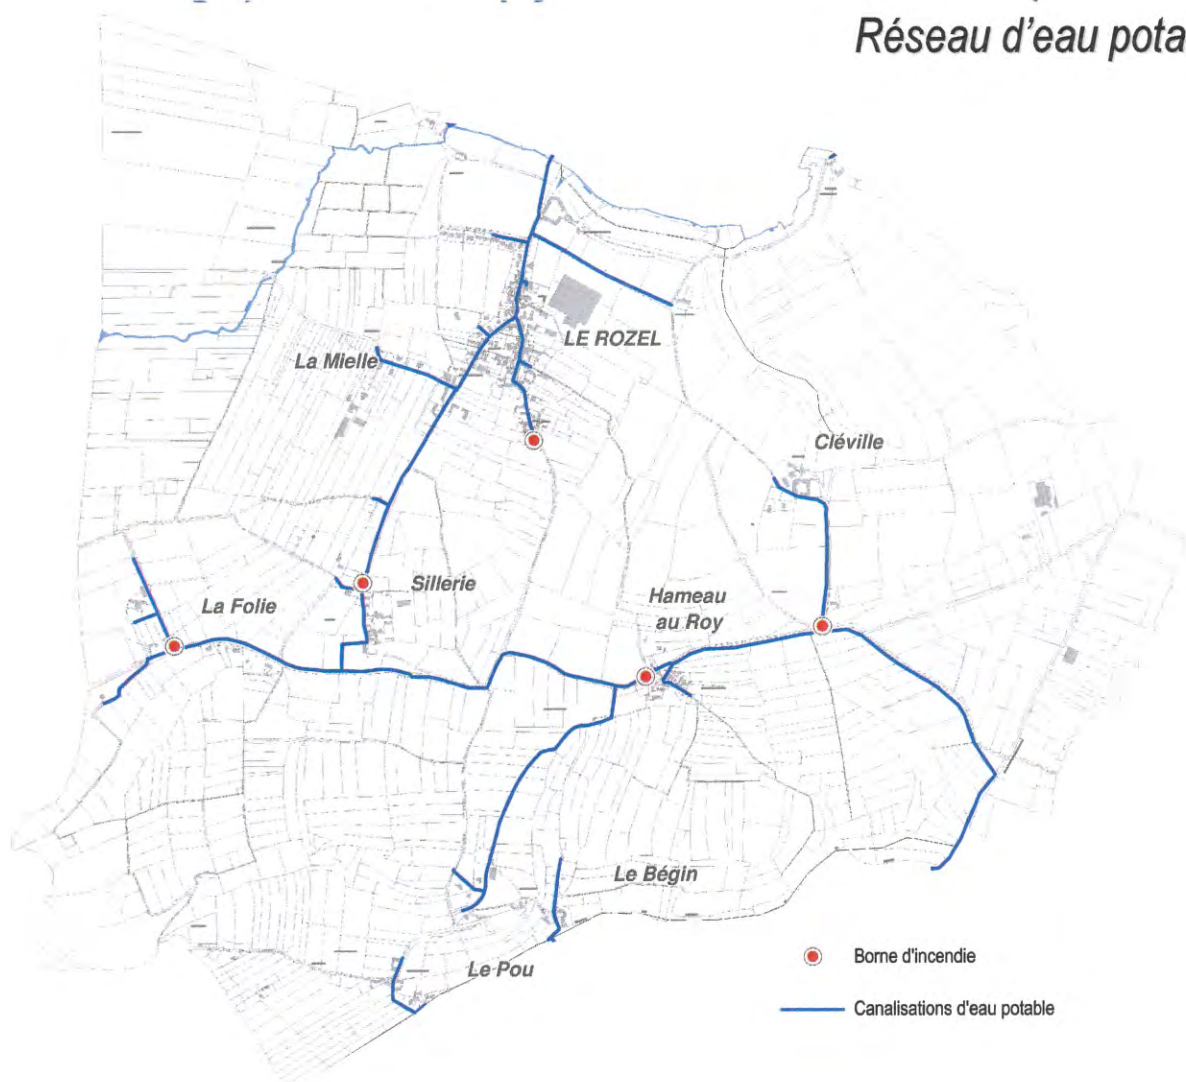 Réseau d'eau pota
LE ROZEL
La Mielle
Cléville
Sillerie
Hameau
au Roy
La Folie
Le Bégin
Le Pou
Borne d'incendie
Canalisations d'eau potable